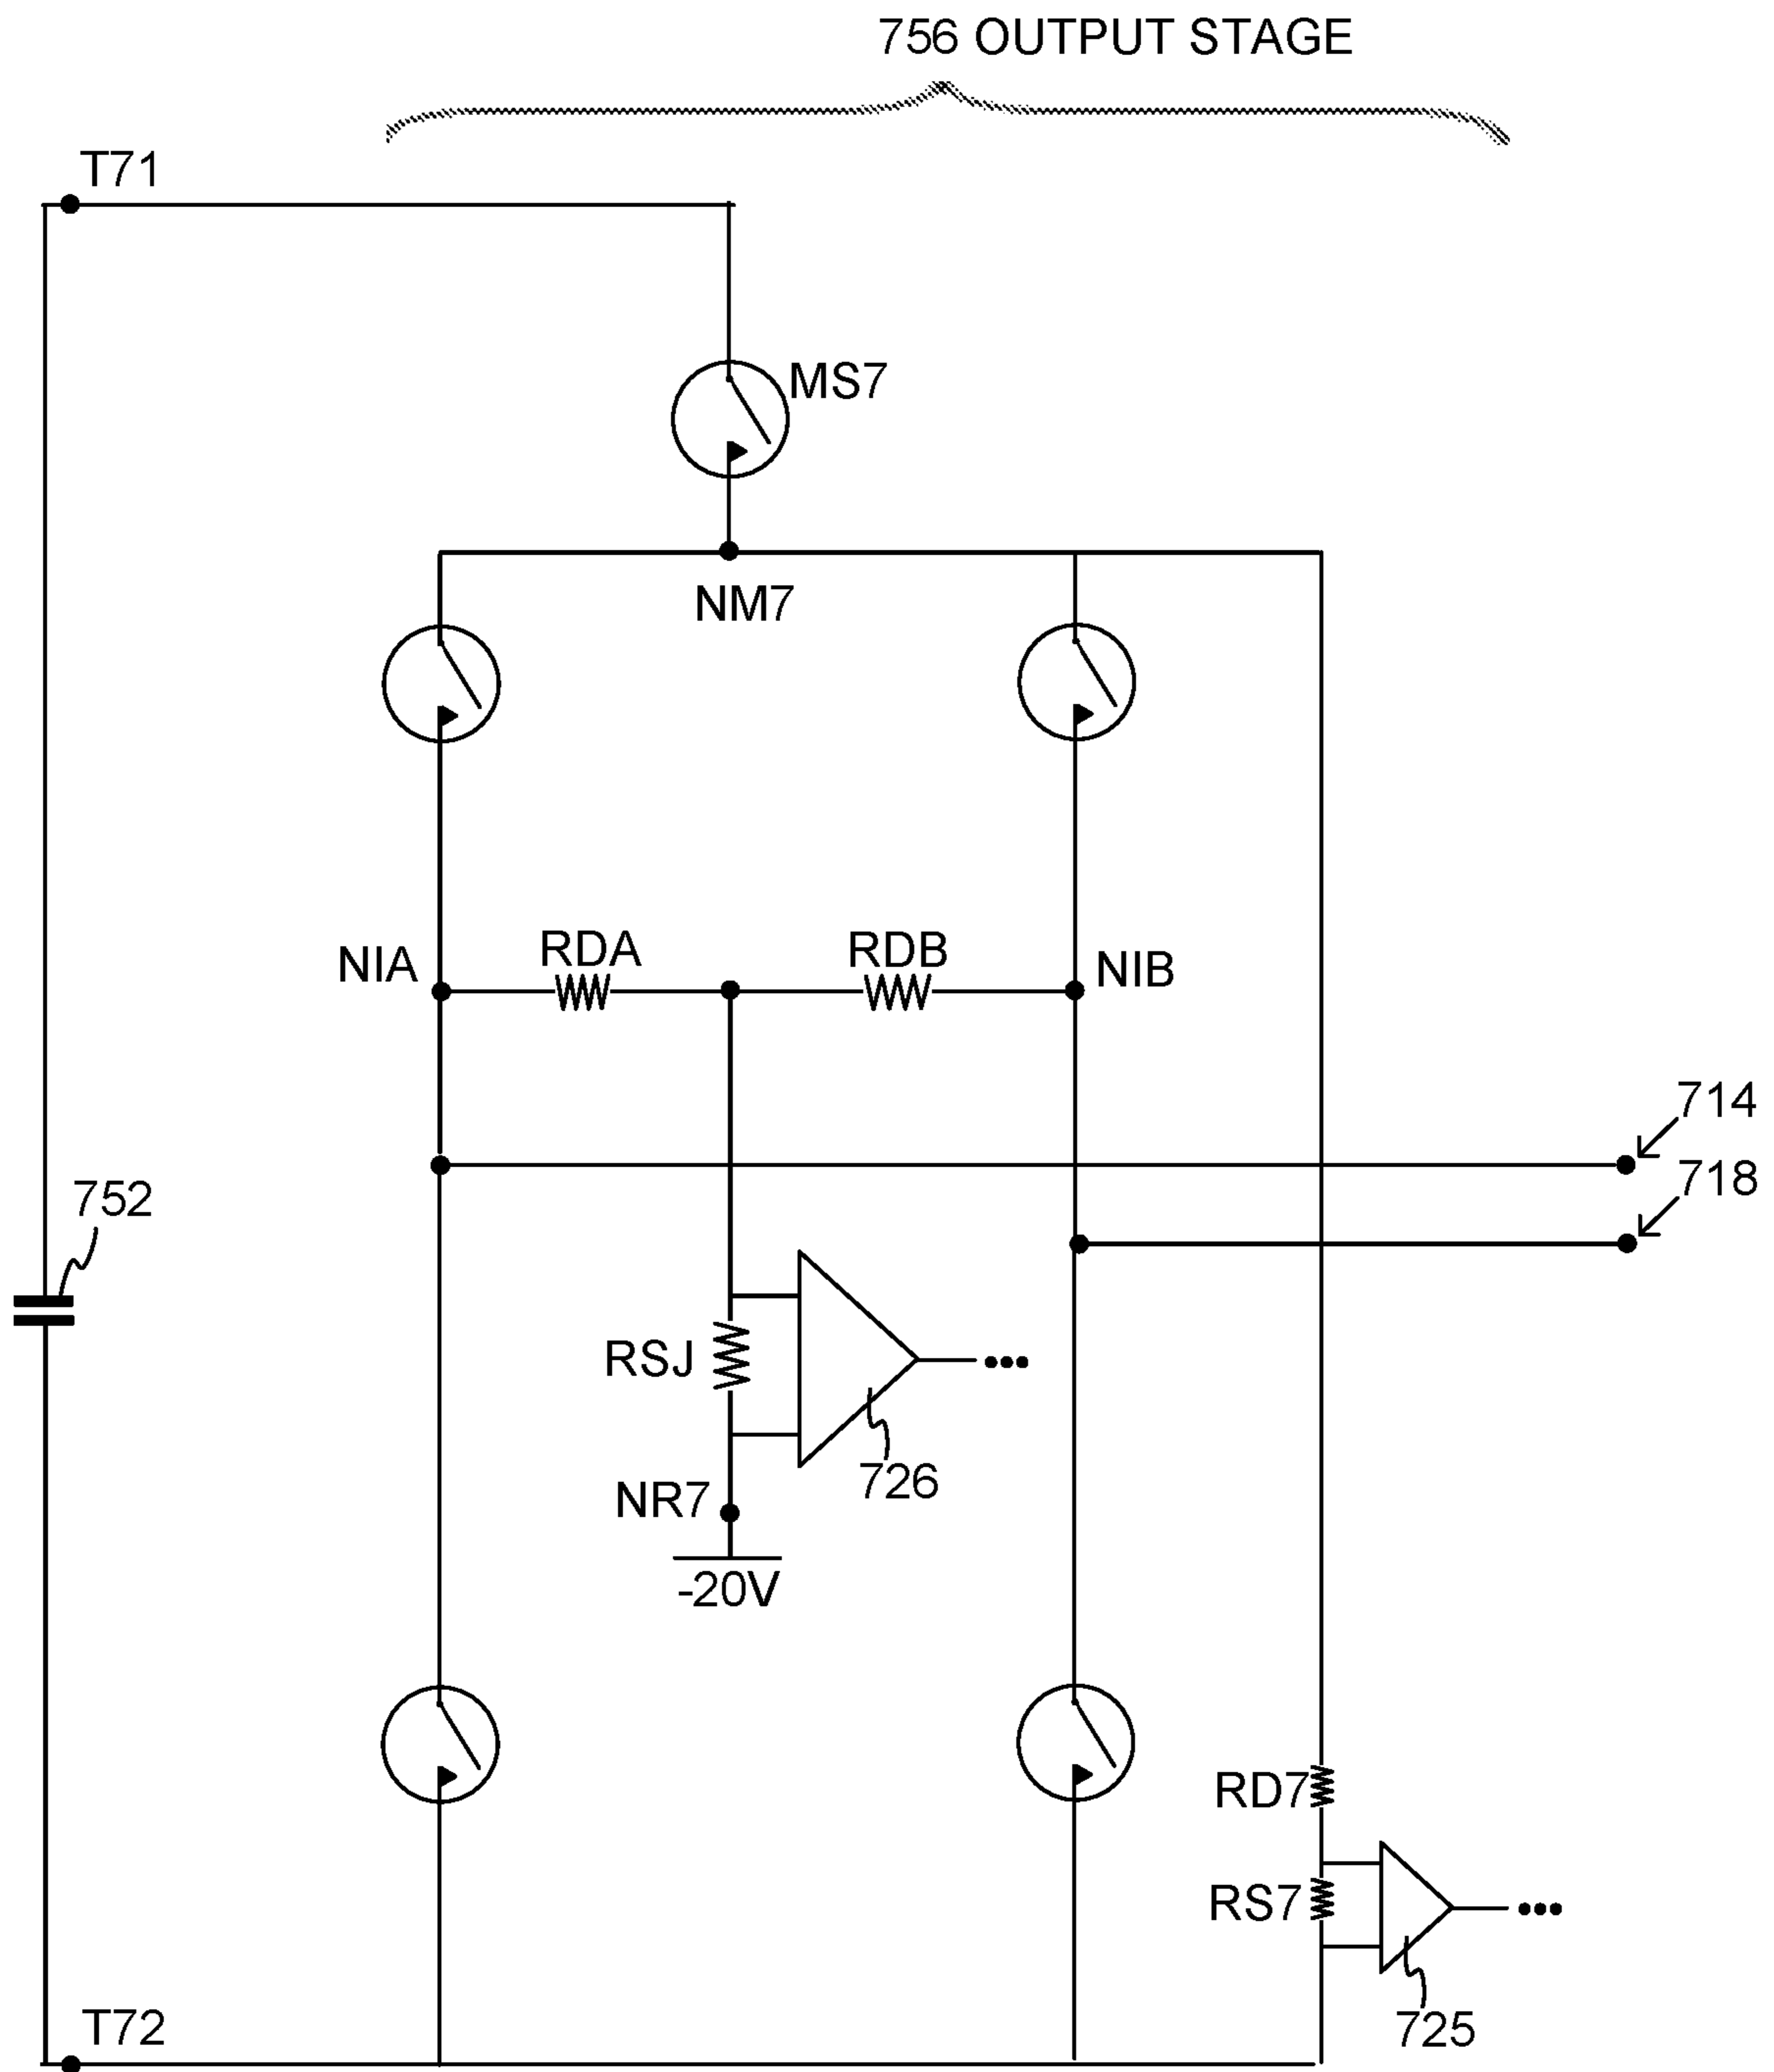 756 OUTPUT STAGE
T71
MS7
NM7
NIA
RDA
RDB
NIB
714
718
752
RSJ
726
NR7
-20V
RD7
RS7
725
T72